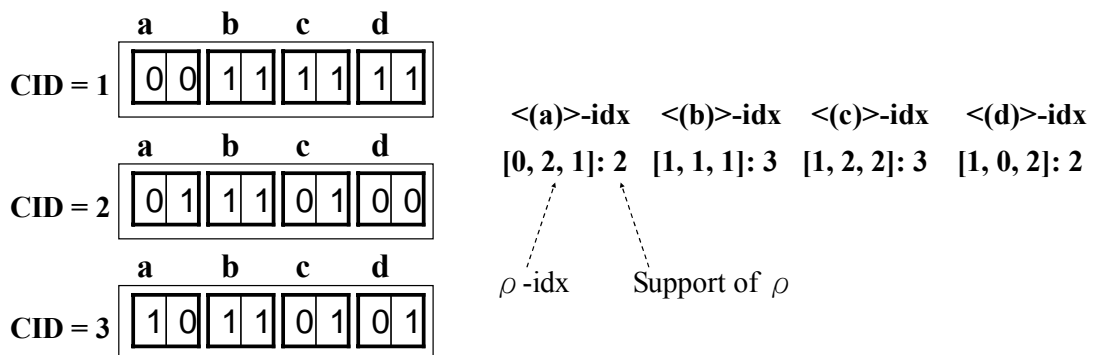 a b c d
CID = 1 0 0 1 1 1 1 1 1
a b c d
CID = 2 0 1 1 1 0 1 0 0
a b c d
CID = 3 1 0 1 1 0 1 0 1
<(a)>-idx <(b)>-idx <(c)>-idx <(d)>-idx
[0, 2, 1]: 2 [1, 1, 1]: 3 [1, 2, 2]: 3 [1, 0, 2]: 2
ρ-idx Support of ρ